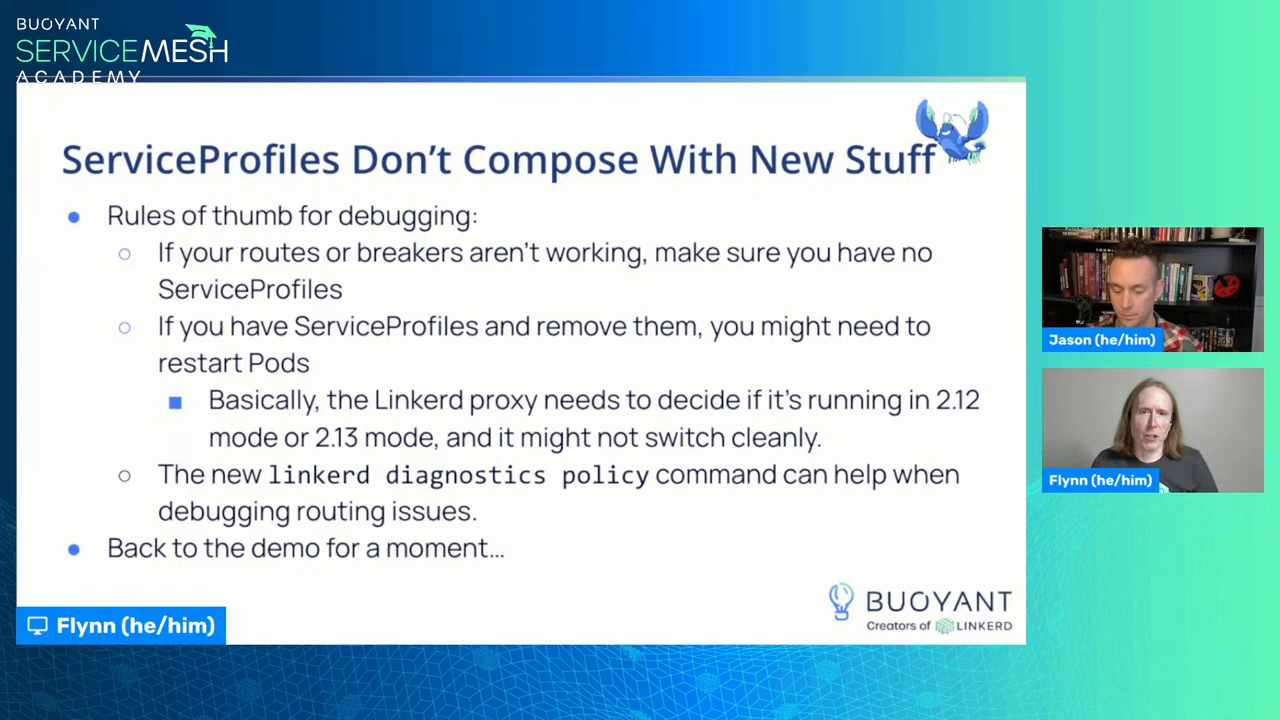 BUOYANT
SERVICEMESH
ACADEMY
ServiceProfiles Don’t Compose With New Stuff
Rules of thumb for debugging:
If your routes or breakers aren’t working, make sure you have no
ServiceProfiles
If you have ServiceProfiles and remove them, you might need to
restart Pods
Basically, the Linkerd proxy needs to decide if it’s running in 2.12
mode or 2.13 mode, and it might not switch cleanly.
The new linkerd diagnostics policy command can help when
debugging routing issues.
Back to the demo for a moment…
BUOYANT
Creators of LINKERD
Flynn (he/him)
Jason (he/him)
Flynn (he/him)